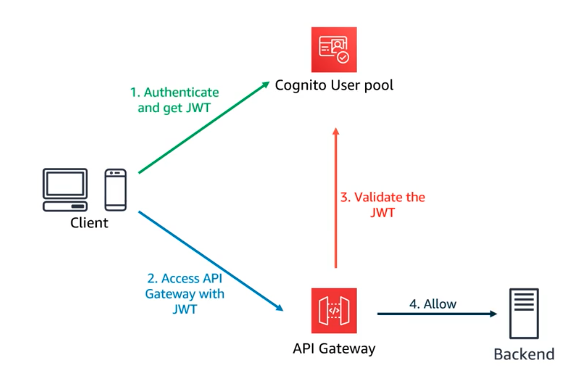 Cognito User pool
1. Authenticate
and get JWT
3. Validate the
JWT
Client
2. Access API
Gateway with
JWT
4. Allow
</>
API Gateway
Backend